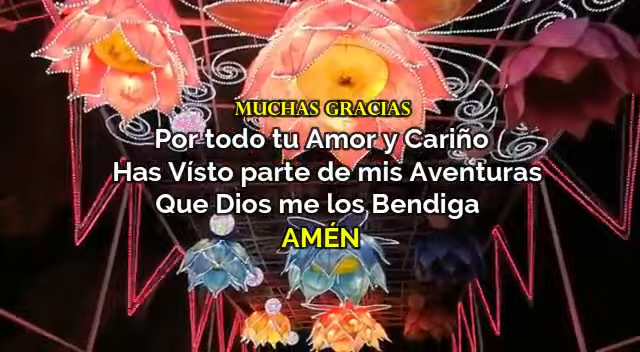 MUCHAS GRACIAS
Por todo tu Amor y Cariño
Has Vísto parte de mis Aventuras
Que Dios me los Bendiga
AMÉN